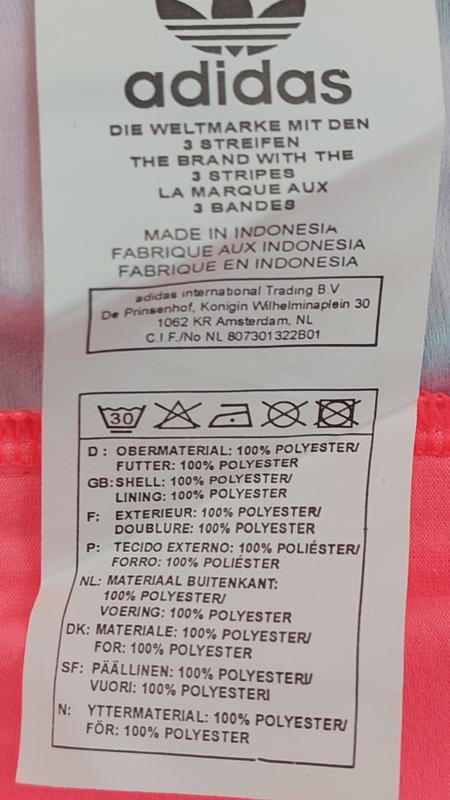 adidas
DIE WELTMARKE MIT DEN
3 STREIFEN
THE BRAND WITH THE
3 STRIPES
LA MARQUE AUX
3 BANDES
MADE IN INDONESIA
FABRIQUE AUX INDONESIA
FABRIQUE EN INDONESIA
adidas international Trading B.V
De Prinsenhof, Konigin Wilhelminaplein 30
1062 KR Amsterdam, NL
C.I.F./No NL 807301322B01
30
D: OBERMATERIAL: 100% POLYESTER/
FUTTER: 100% POLYESTER
GB: SHELL: 100% POLYESTER/
LINING: 100% POLYESTER
F: EXTERIEUR: 100% POLYESTER/
DOUBLURE: 100% POLYESTER
P: TECIDO EXTERNO: 100% POLIÉSTER/
FORRO: 100% POLIÉSTER
NL: MATERIAAL BUITENKANT:
100% POLYESTER/
VOERING: 100% POLYESTER
DK: MATERIALE: 100% POLYESTER/
FOR: 100% POLYESTER
SF: PÄÄLLINEN: 100% POLYESTERI/
VUORI: 100% POLYESTERI
N: YTTERMATERIAL: 100% POLYESTER/
FÖR: 100% POLYESTER